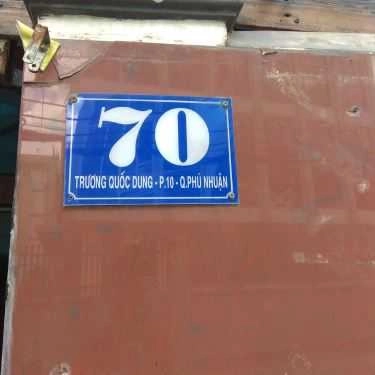 70
TRƯƠNG QUỐC DUNG - P.10 - Q.PHÚ NHUẬN